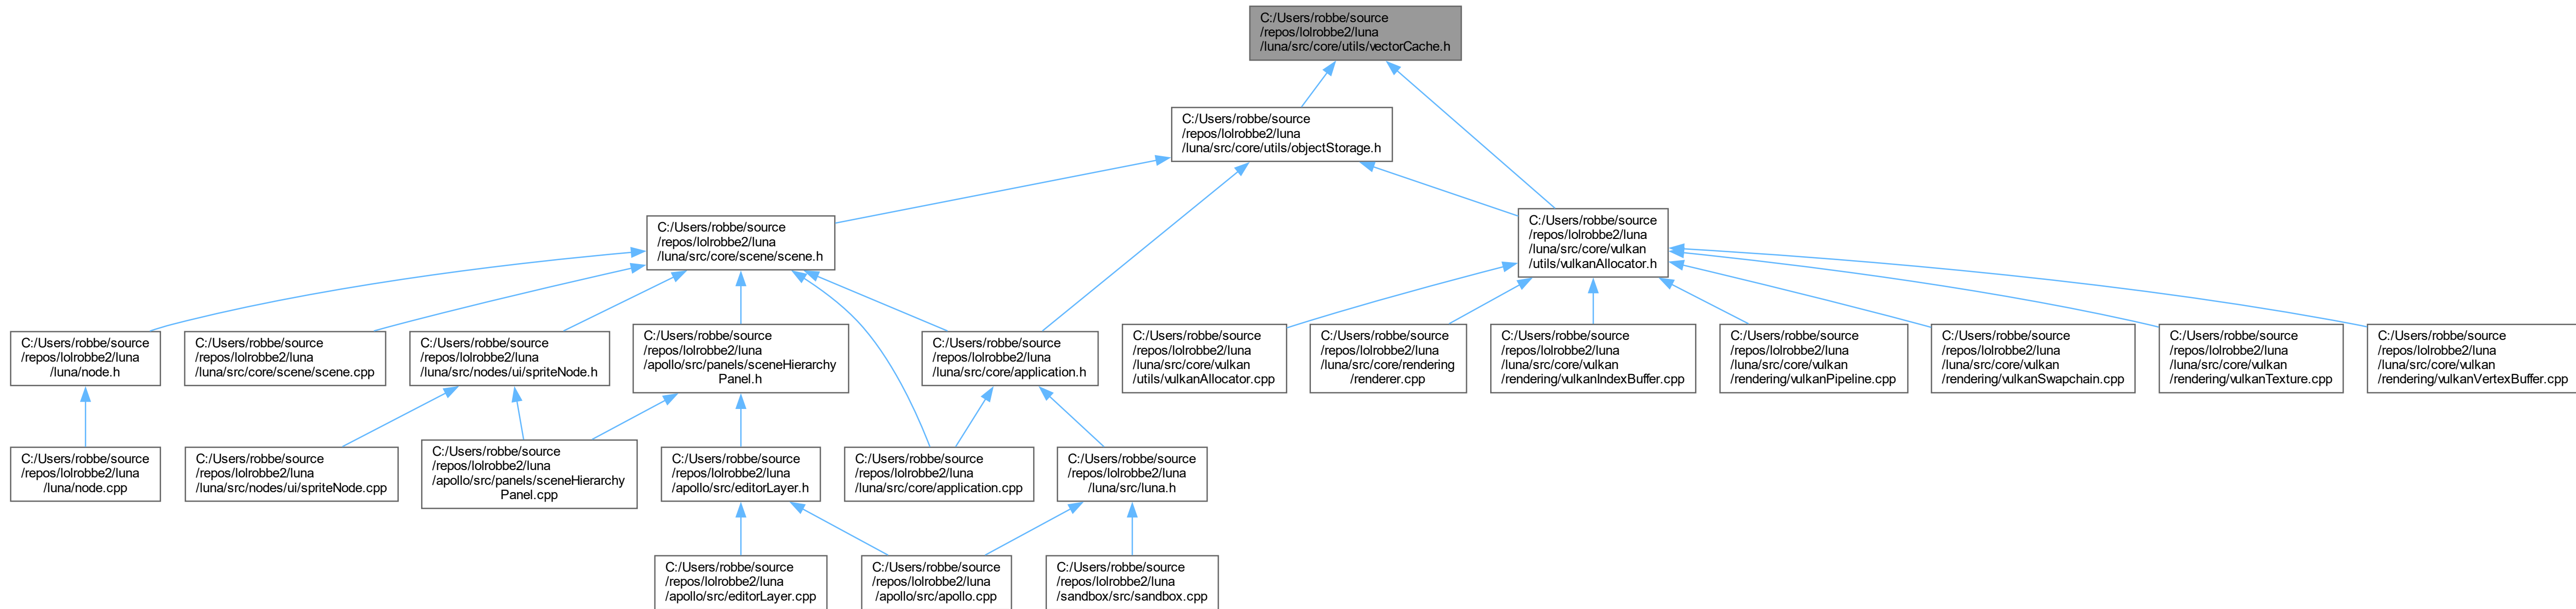 C:/Users/robbe/source
/repos/lolrobbe2/luna
/luna/src/core/utils/vectorCache.h
C:/Users/robbe/source
/repos/lolrobbe2/luna
/luna/src/core/utils/objectStorage.h
C:/Users/robbe/source
/repos/lolrobbe2/luna
/luna/src/core/scene/scene.h
C:/Users/robbe/source
/repos/lolrobbe2/luna
/luna/src/core/vulkan
/utils/vulkanAllocator.h
C:/Users/robbe/source
/repos/lolrobbe2/luna
/luna/node.h
C:/Users/robbe/source
/repos/lolrobbe2/luna
/luna/src/core/scene/scene.cpp
C:/Users/robbe/source
/repos/lolrobbe2/luna
/luna/src/nodes/ui/spriteNode.h
C:/Users/robbe/source
/repos/lolrobbe2/luna
/apollo/src/panels/sceneHierarchy
Panel.h
C:/Users/robbe/source
/repos/lolrobbe2/luna
/luna/src/core/application.h
C:/Users/robbe/source
/repos/lolrobbe2/luna
/luna/src/core/vulkan
/utils/vulkanAllocator.cpp
C:/Users/robbe/source
/repos/lolrobbe2/luna
/luna/src/core/rendering
/renderer.cpp
C:/Users/robbe/source
/repos/lolrobbe2/luna
/luna/src/core/vulkan
/rendering/vulkanIndexBuffer.cpp
C:/Users/robbe/source
/repos/lolrobbe2/luna
/luna/src/core/vulkan
/rendering/vulkanPipeline.cpp
C:/Users/robbe/source
/repos/lolrobbe2/luna
/luna/src/core/vulkan
/rendering/vulkanSwapchain.cpp
C:/Users/robbe/source
/repos/lolrobbe2/luna
/luna/src/core/vulkan
/rendering/vulkanTexture.cpp
C:/Users/robbe/source
/repos/lolrobbe2/luna
/luna/src/core/vulkan
/rendering/vulkanVertexBuffer.cpp
C:/Users/robbe/source
/repos/lolrobbe2/luna
/luna/node.cpp
C:/Users/robbe/source
/repos/lolrobbe2/luna
/luna/src/nodes/ui/spriteNode.cpp
C:/Users/robbe/source
/repos/lolrobbe2/luna
/apollo/src/panels/sceneHierarchy
Panel.cpp
C:/Users/robbe/source
/repos/lolrobbe2/luna
/apollo/src/editorLayer.h
C:/Users/robbe/source
/repos/lolrobbe2/luna
/luna/src/core/application.cpp
C:/Users/robbe/source
/repos/lolrobbe2/luna
/luna/src/luna.h
C:/Users/robbe/source
/repos/lolrobbe2/luna
/apollo/src/editorLayer.cpp
C:/Users/robbe/source
/repos/lolrobbe2/luna
/apollo/src/apollo.cpp
C:/Users/robbe/source
/repos/lolrobbe2/luna
/sandbox/src/sandbox.cpp